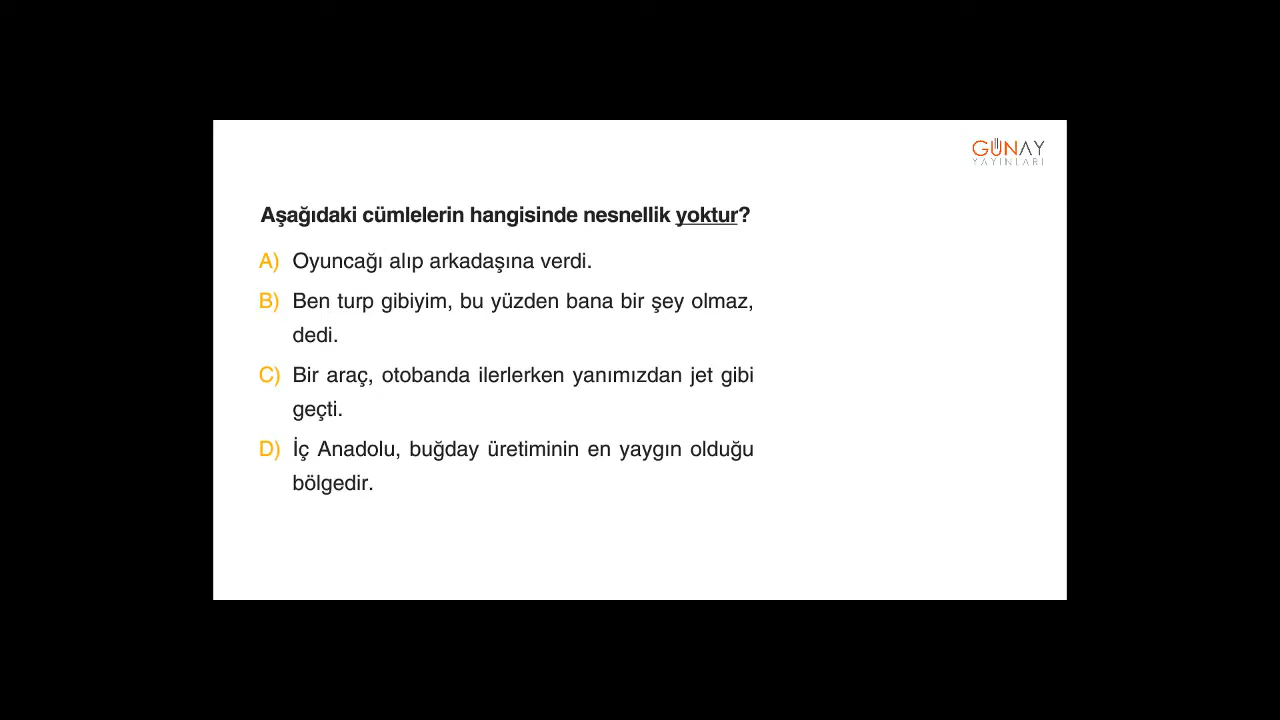 GÜNAY
YAYINLARI
Aşağıdaki cümlelerin hangisinde nesnellik yoktur?
A) Oyuncağı alıp arkadaşına verdi.
B) Ben turp gibiyim, bu yüzden bana bir şey olmaz,
dedi.
C) Bir araç, otobanda ilerlerken yanımızdan jet gibi
geçti.
D) İç Anadolu, buğday üretiminin en yaygın olduğu
bölgedir.